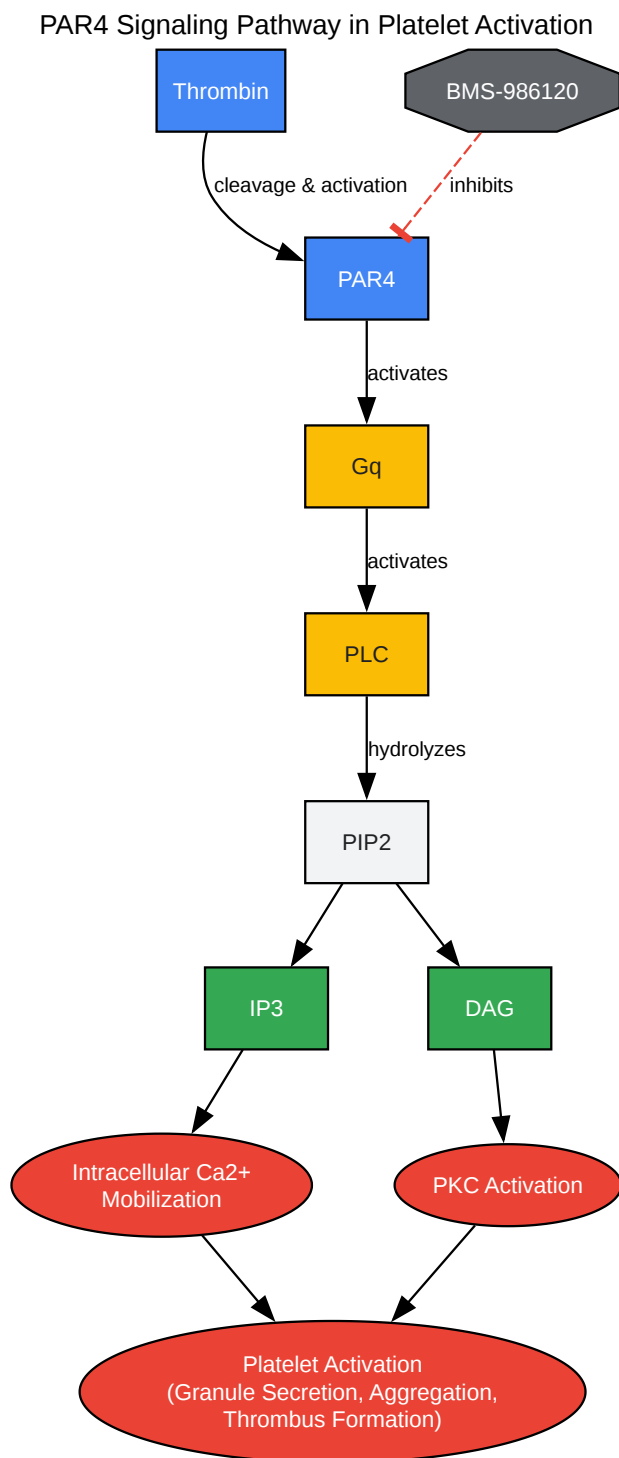 PAR4 Signaling Pathway in Platelet Activation
Thrombin
BMS-986120
cleavage & activation
inhibits
PAR4
activates
Gq
activates
PLC
hydrolyzes
PIP2
IP3
DAG
Intracellular Ca2+
Mobilization
PKC Activation
Platelet Activation
(Granule Secretion, Aggregation,
Thrombus Formation)